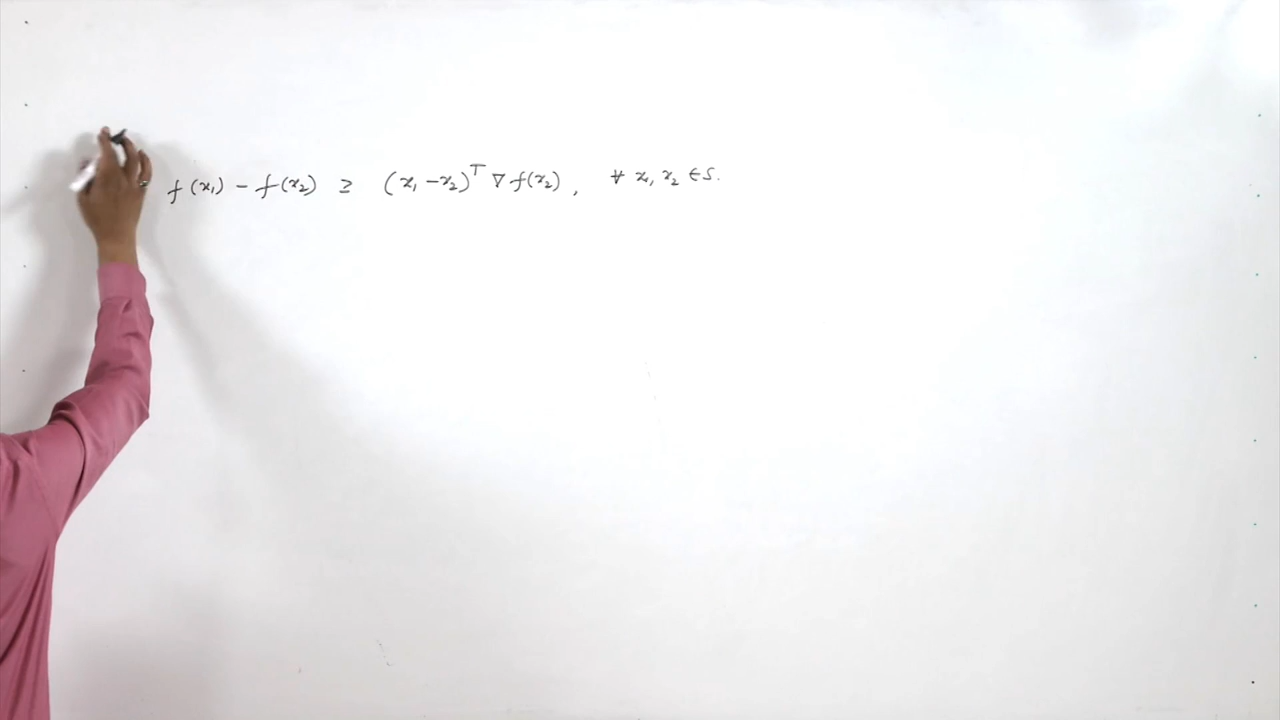 f(x₁) - f(x₂) ≥ (x₁ - x₂)ᵀ ∇f(x₂), ∀ x₁, x₂ ∈ S.